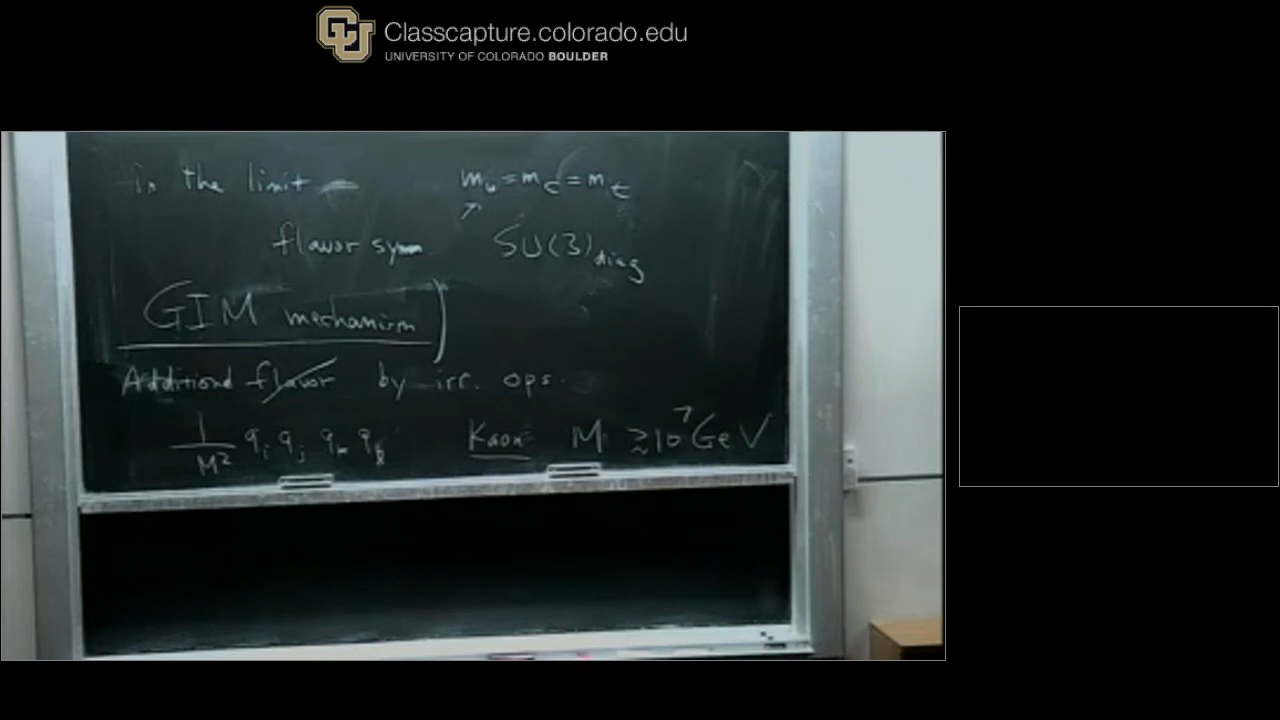 Classcapture.colorado.edu
UNIVERSITY OF COLORADO BOULDER
in the limit m_u = m_c = m_t
flavor sym SU(3)_diag
GIM mechanism
Additional flavor by irr. ops.
1/M² q_i q_j q_k q_l Kaon M ≳ 10⁷ GeV